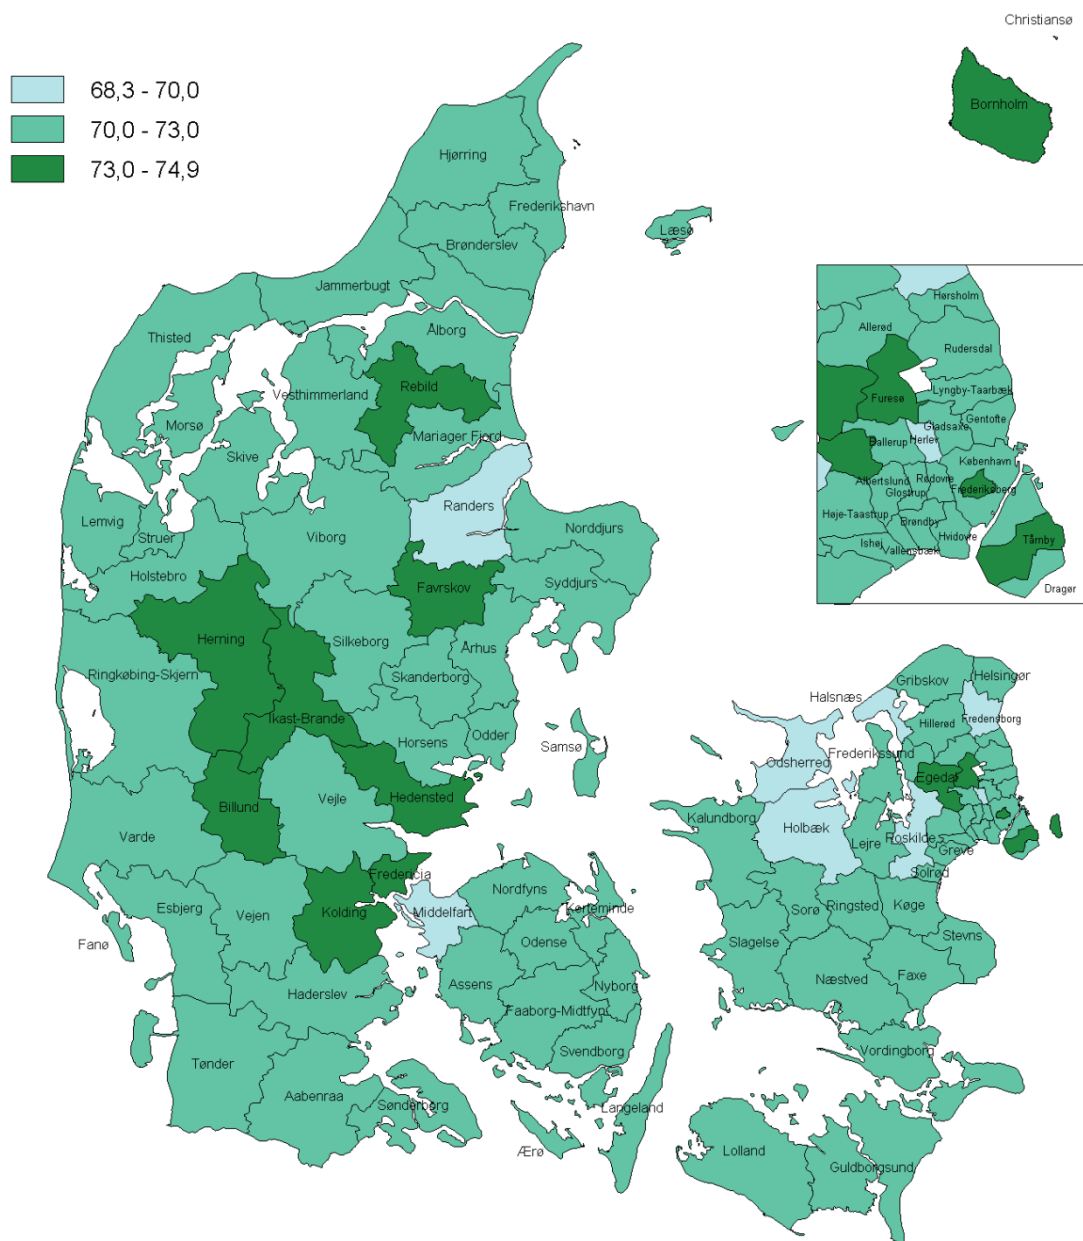 Christiansø
68,3 - 70,0
70,0 - 73,0
73,0 - 74,9
Bornholm
Hjørring
Frederikshavn
Læsø
Brønderslev
Jammerbugt
Thisted
Ålborg
Vesthimmerland
Rebild
Morsø
Mariager Fjord
Skive
Randers
Lemvig
Struer
Viborg
Norddjurs
Holstebro
Favrskov
Syddjurs
Herning
Silkeborg
Århus
Ringkøbing-Skjern
Skanderborg
Ikast-Brande
Horsens
Odder
Samsø
Billund
Vejle
Hedensted
Varde
Fredericia
Esbjerg
Vejen
Kolding
Middelfart
Nordfyns
Kerteminde
Fanø
Odense
Haderslev
Assens
Nyborg
Faaborg-Midtfyn
Svendborg
Tønder
Aabenraa
Sønderborg
Langeland
Ærø
Hørsholm
Allerød
Rudersdal
Furesø
Lyngby-Taarbæk
Gentofte
Gladsaxe
Ballerup
Herlev
København
Albertslund
Rødovre
Frederiksberg
Glostrup
Høje-Taastrup
Brøndby
Hvidovre
Tårnby
Ishøj
Vallensbæk
Dragør
Gribskov
Helsingør
Halsnæs
Hillerød
Fredensborg
Frederikssund
Odsherred
Egedal
Kalundborg
Holbæk
Lejre
Roskilde
Greve
Solrød
Sorø
Ringsted
Køge
Slagelse
Stevns
Næstved
Faxe
Vordingborg
Lolland
Guldborgsund